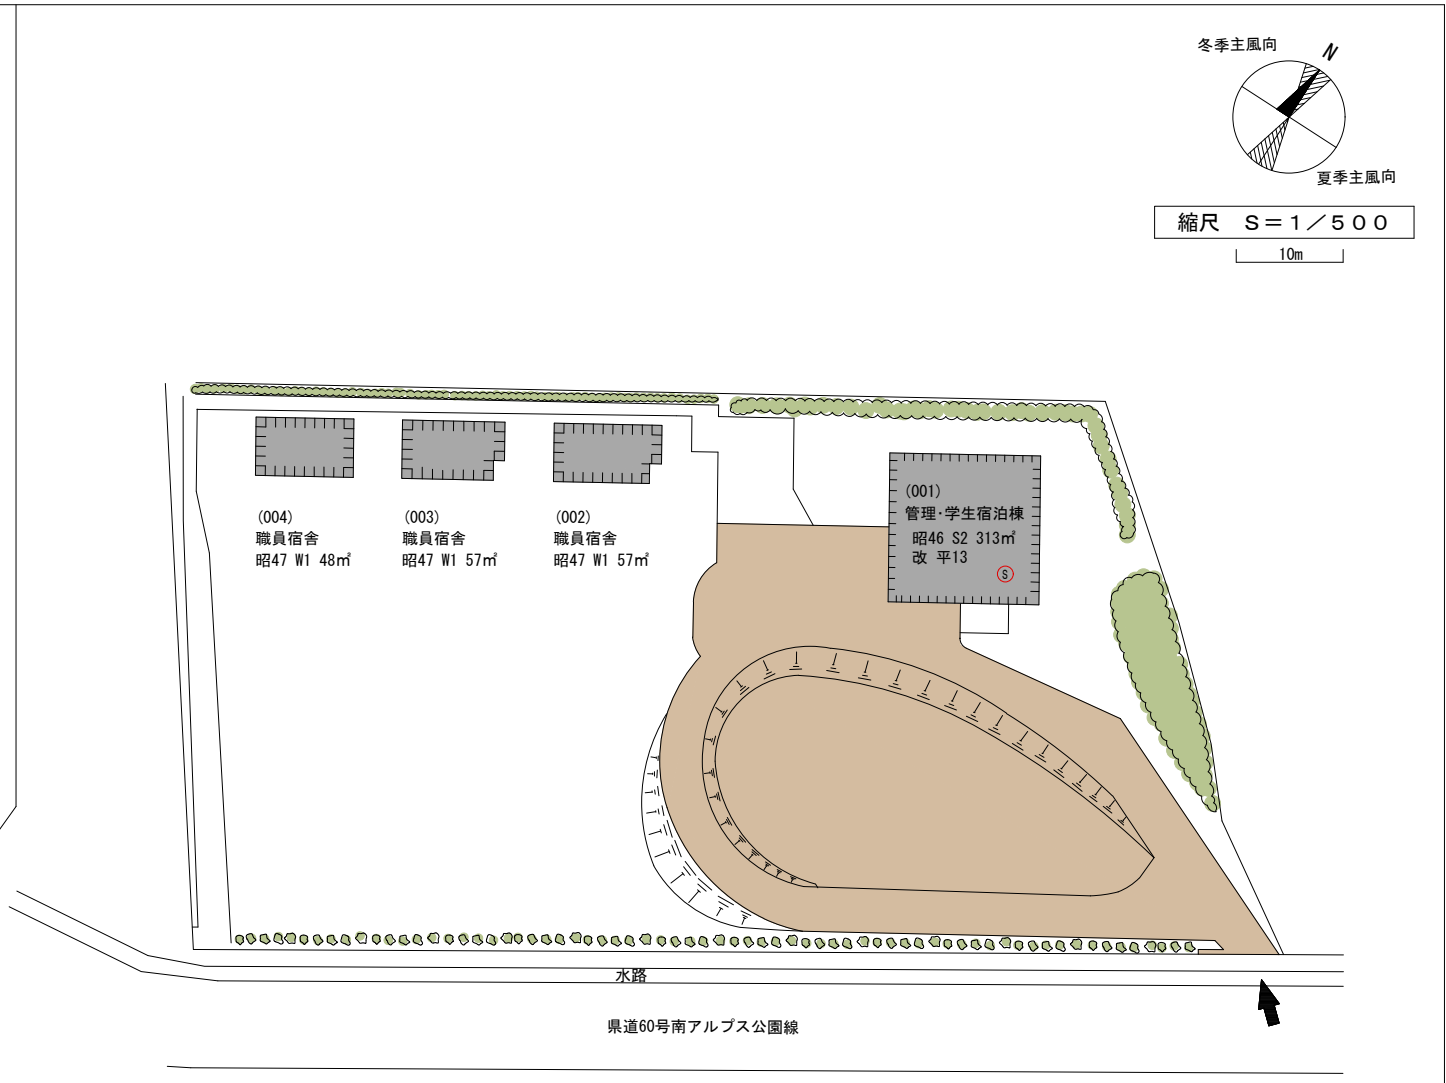 冬季主風向
N
夏季主風向
縮尺 S＝1／500
10m
(004)
職員宿舎
昭47 W1 48㎡
(003)
職員宿舎
昭47 W1 57㎡
(002)
職員宿舎
昭47 W1 57㎡
(001)
管理･学生宿泊棟
昭46 S2 313㎡
改 平13
S
水路
県道60号南アルプス公園線